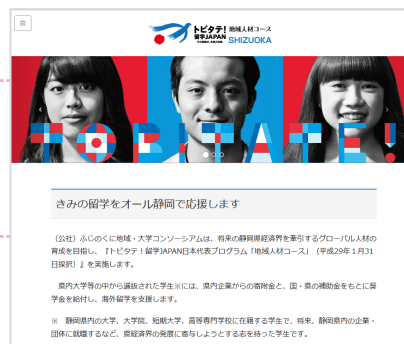 トビタテ!
留学JAPAN
地域人材コース
SHIZUOKA
TOBITATE!
きみの留学をオール静岡で応援します
(公社)ふじのくに地域・大学コンソーシアムは、将来の静岡県経済界を牽引するグローバル人材の
育成を目指し、『トビタテ!留学JAPAN日本代表プログラム「地域人材コース」(平成29年1月31
日採択)』を実施します。
県内大学等の中から選抜された学生※には、県内企業からの寄附金と、国・県の補助金をもとに奨
学金を給付し、海外留学を支援します。
※ 静岡県内の大学、大学院、短期大学、高等専門学校に在籍する学生で、将来、静岡県内の企業・
団体に就職するなど、県経済界の発展に寄与しようとする志を持った学生です。